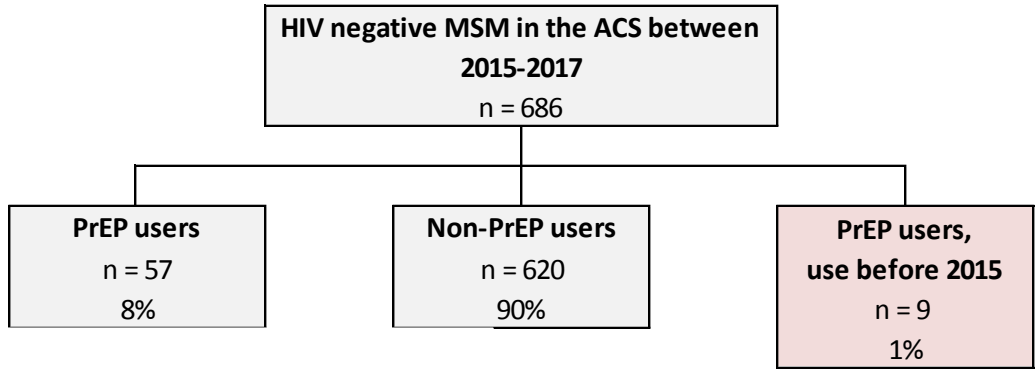 HIV negative MSM in the ACS between
2015-2017
n = 686
PrEP users
n = 57
8%
Non-PrEP users
n = 620
90%
PrEP users,
use before 2015
n = 9
1%